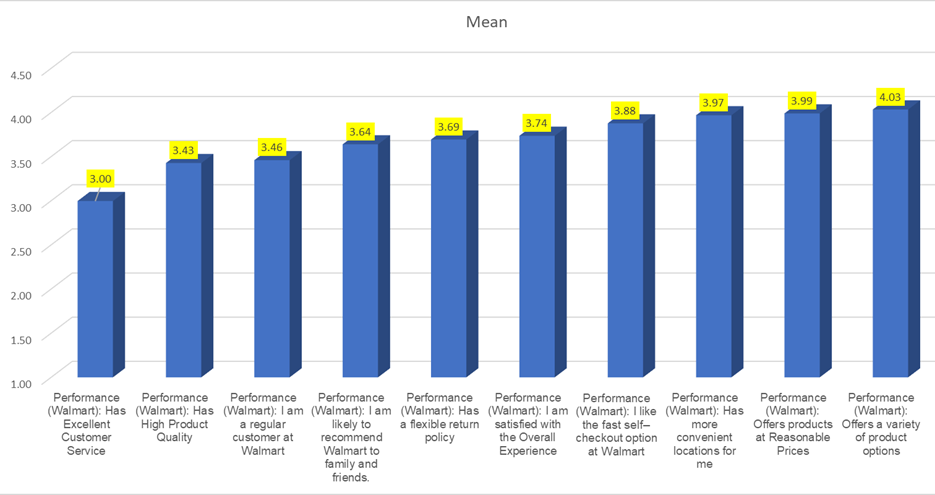 Mean
4.50
4.00
3.50
3.00
2.50
2.00
1.50
1.00
3.00
3.43
3.46
3.64
3.69
3.74
3.88
3.97
3.99
4.03
Performance
(Walmart): Has
Excellent
Customer
Service
Performance
(Walmart): Has
High Product
Quality
Performance
(Walmart): I am
a regular
customer at
Walmart
Performance
(Walmart): I am
likely to
recommend
Walmart to
family and
friends.
Performance
(Walmart): Has
a flexible return
policy
Performance
(Walmart): I am
satisfied with
the Overall
Experience
Performance
(Walmart): I like
the fast self–
checkout option
at Walmart
Performance
(Walmart): Has
more
convenient
locations for
me
Performance
(Walmart):
Offers products
at Reasonable
Prices
Performance
(Walmart):
Offers a variety
of product
options